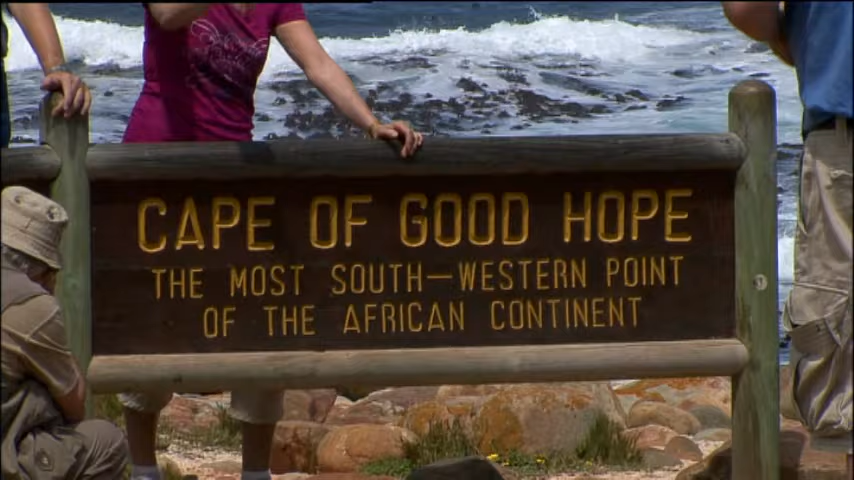 CAPE OF GOOD HOPE
THE MOST SOUTH-WESTERN POINT
OF THE AFRICAN CONTINENT